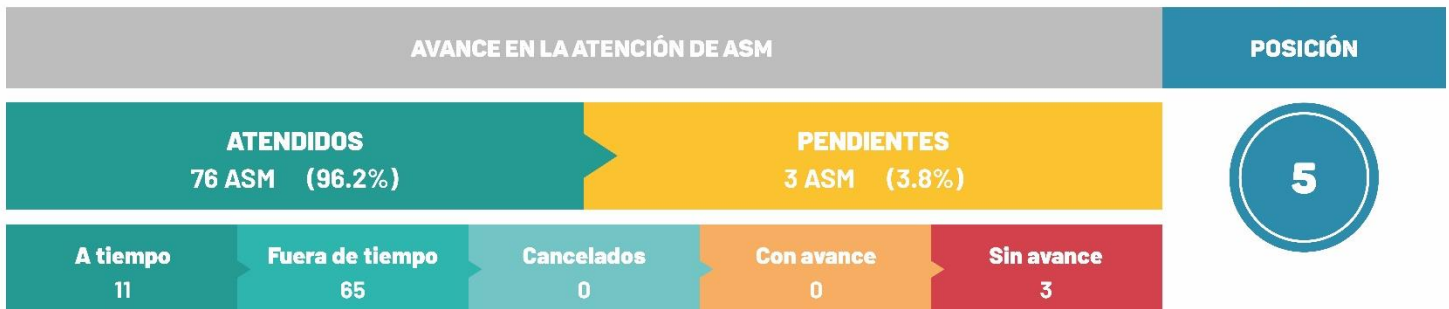 AVANCE EN LA ATENCIÓN DE ASM
POSICIÓN
ATENDIDOS
76 ASM (96.2%)
PENDIENTES
3 ASM (3.8%)
5
A tiempo
11
Fuera de tiempo
65
Cancelados
0
Con avance
0
Sin avance
3